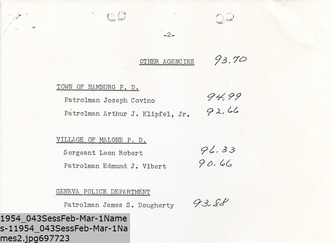 -2-
OTHER AGENCIES 93.70
TOWN OF HAMBURG P. D.
Patrolman Joseph Covino 94.99
Patrolman Arthur J. Klipfel, Jr. 92.66
VILLAGE OF MALONE P. D.
Sergeant Leon Robert 96.33
Patrolman Edmund J. Vibert 90.66
GENEVA POLICE DEPARTMENT
Patrolman James S. Dougherty 93.88
1954_043SessFeb-Mar-1Name
s-11954_043SessFeb-Mar-1Na
mes2.jpg697723